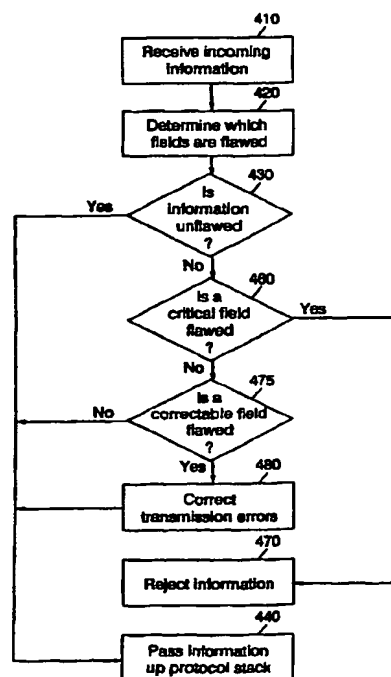 410
Receive incoming
information
420
Determine which
fields are flawed
430
Is
information
unflawed
?
Yes
No
460
Is a
critical field
flawed
?
Yes
No
475
Is a
correctable field
flawed
?
No
Yes
480
Correct
transmission errors
470
Reject information
440
Pass information
up protocol stack